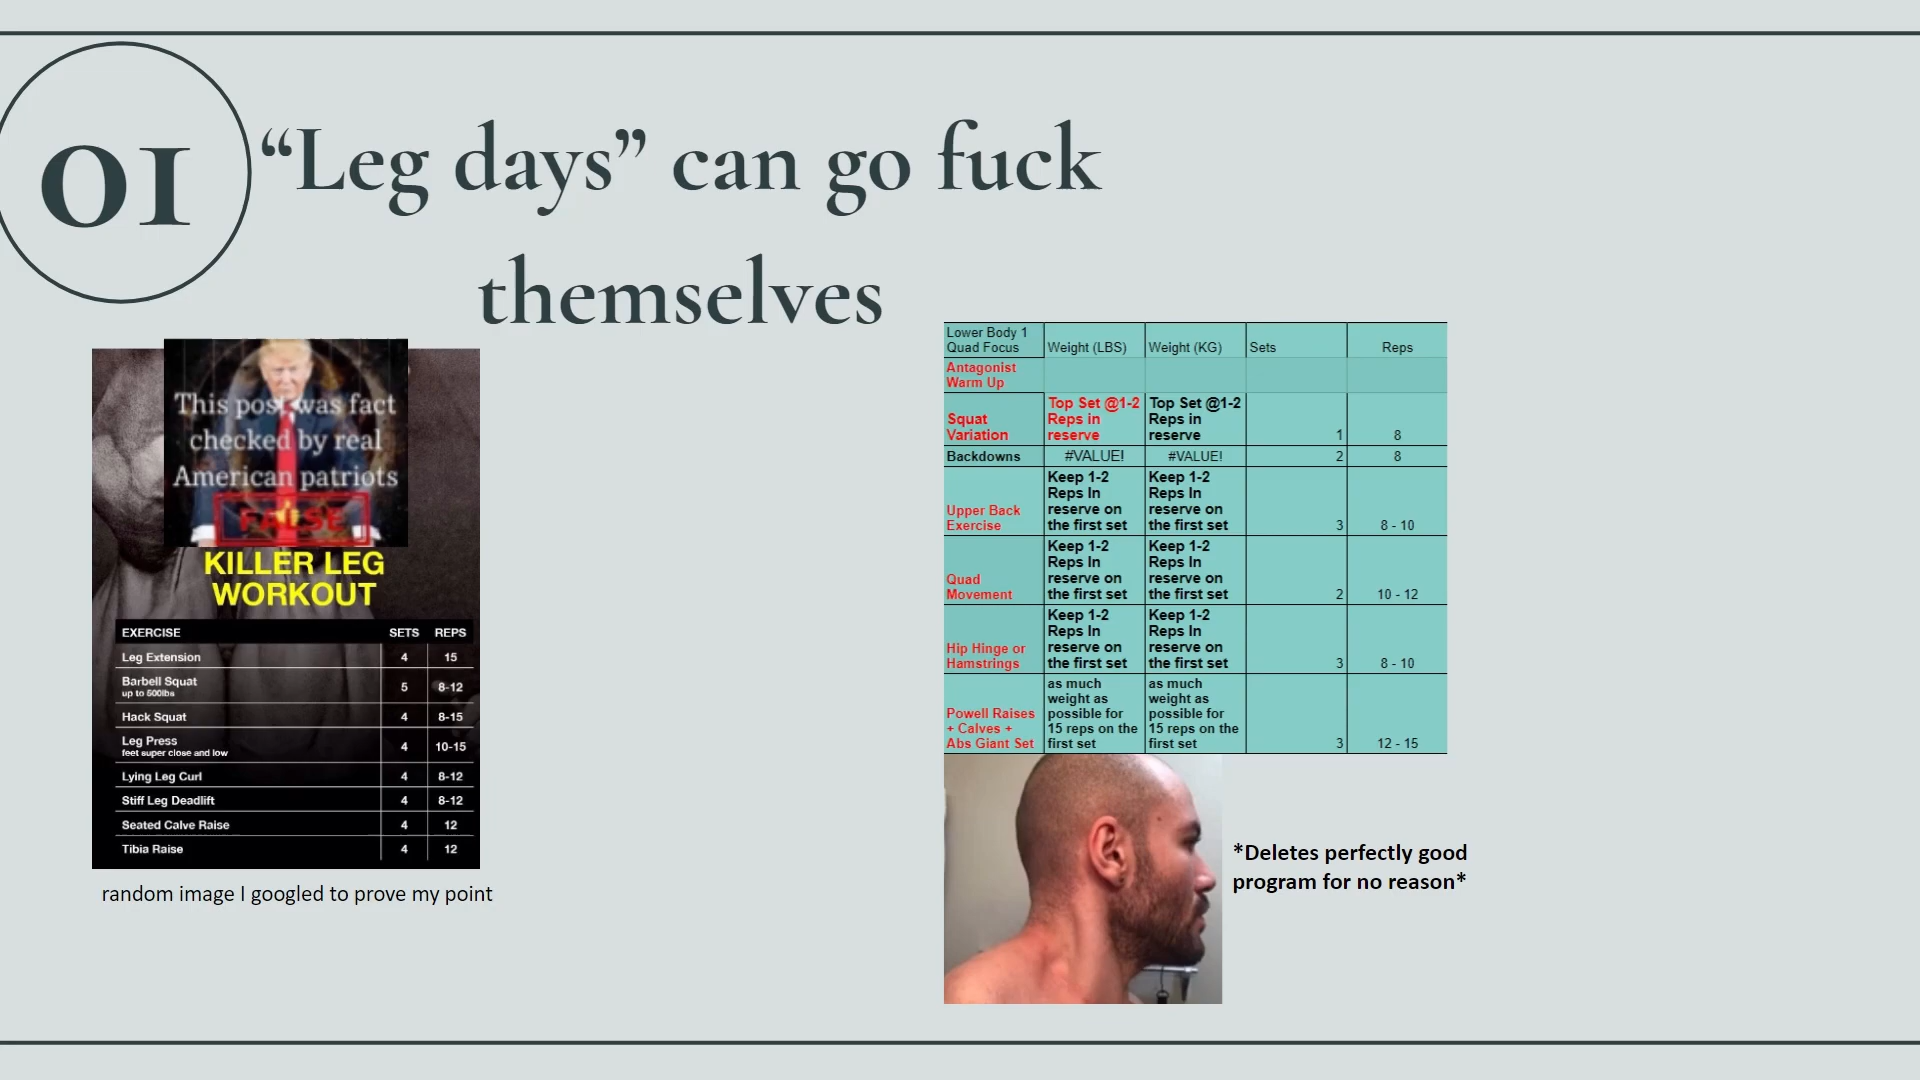 01
“Leg days” can go fuck
themselves
This post was fact
checked by real
American patriots
FALSE
KILLER LEG
WORKOUT
EXERCISE SETS REPS
Leg Extension 4 15
Barbell Squat
up to 500lbs 5 8-12
Hack Squat 4 8-15
Leg Press
feet super close and low 4 10-15
Lying Leg Curl 4 8-12
Stiff Leg Deadlift 4 8-12
Seated Calve Raise 4 12
Tibia Raise 4 12
random image I googled to prove my point
Lower Body 1
Quad Focus Weight (LBS) Weight (KG) Sets Reps
Antagonist
Warm Up
Top Set @1-2 Top Set @1-2
Squat Reps in Reps in
Variation reserve reserve 1 8
Backdowns #VALUE! #VALUE! 2 8
Keep 1-2 Keep 1-2
Reps In Reps In
Upper Back reserve on reserve on
Exercise the first set the first set 3 8 - 10
Keep 1-2 Keep 1-2
Reps In Reps In
Quad reserve on reserve on
Movement the first set the first set 2 10 - 12
Keep 1-2 Keep 1-2
Reps In Reps In
Hip Hinge or reserve on reserve on
Hamstrings the first set the first set 3 8 - 10
as much as much
weight as weight as
Powell Raises possible for possible for
+ Calves + 15 reps on the 15 reps on the
Abs Giant Set first set first set 3 12 - 15
*Deletes perfectly good
program for no reason*